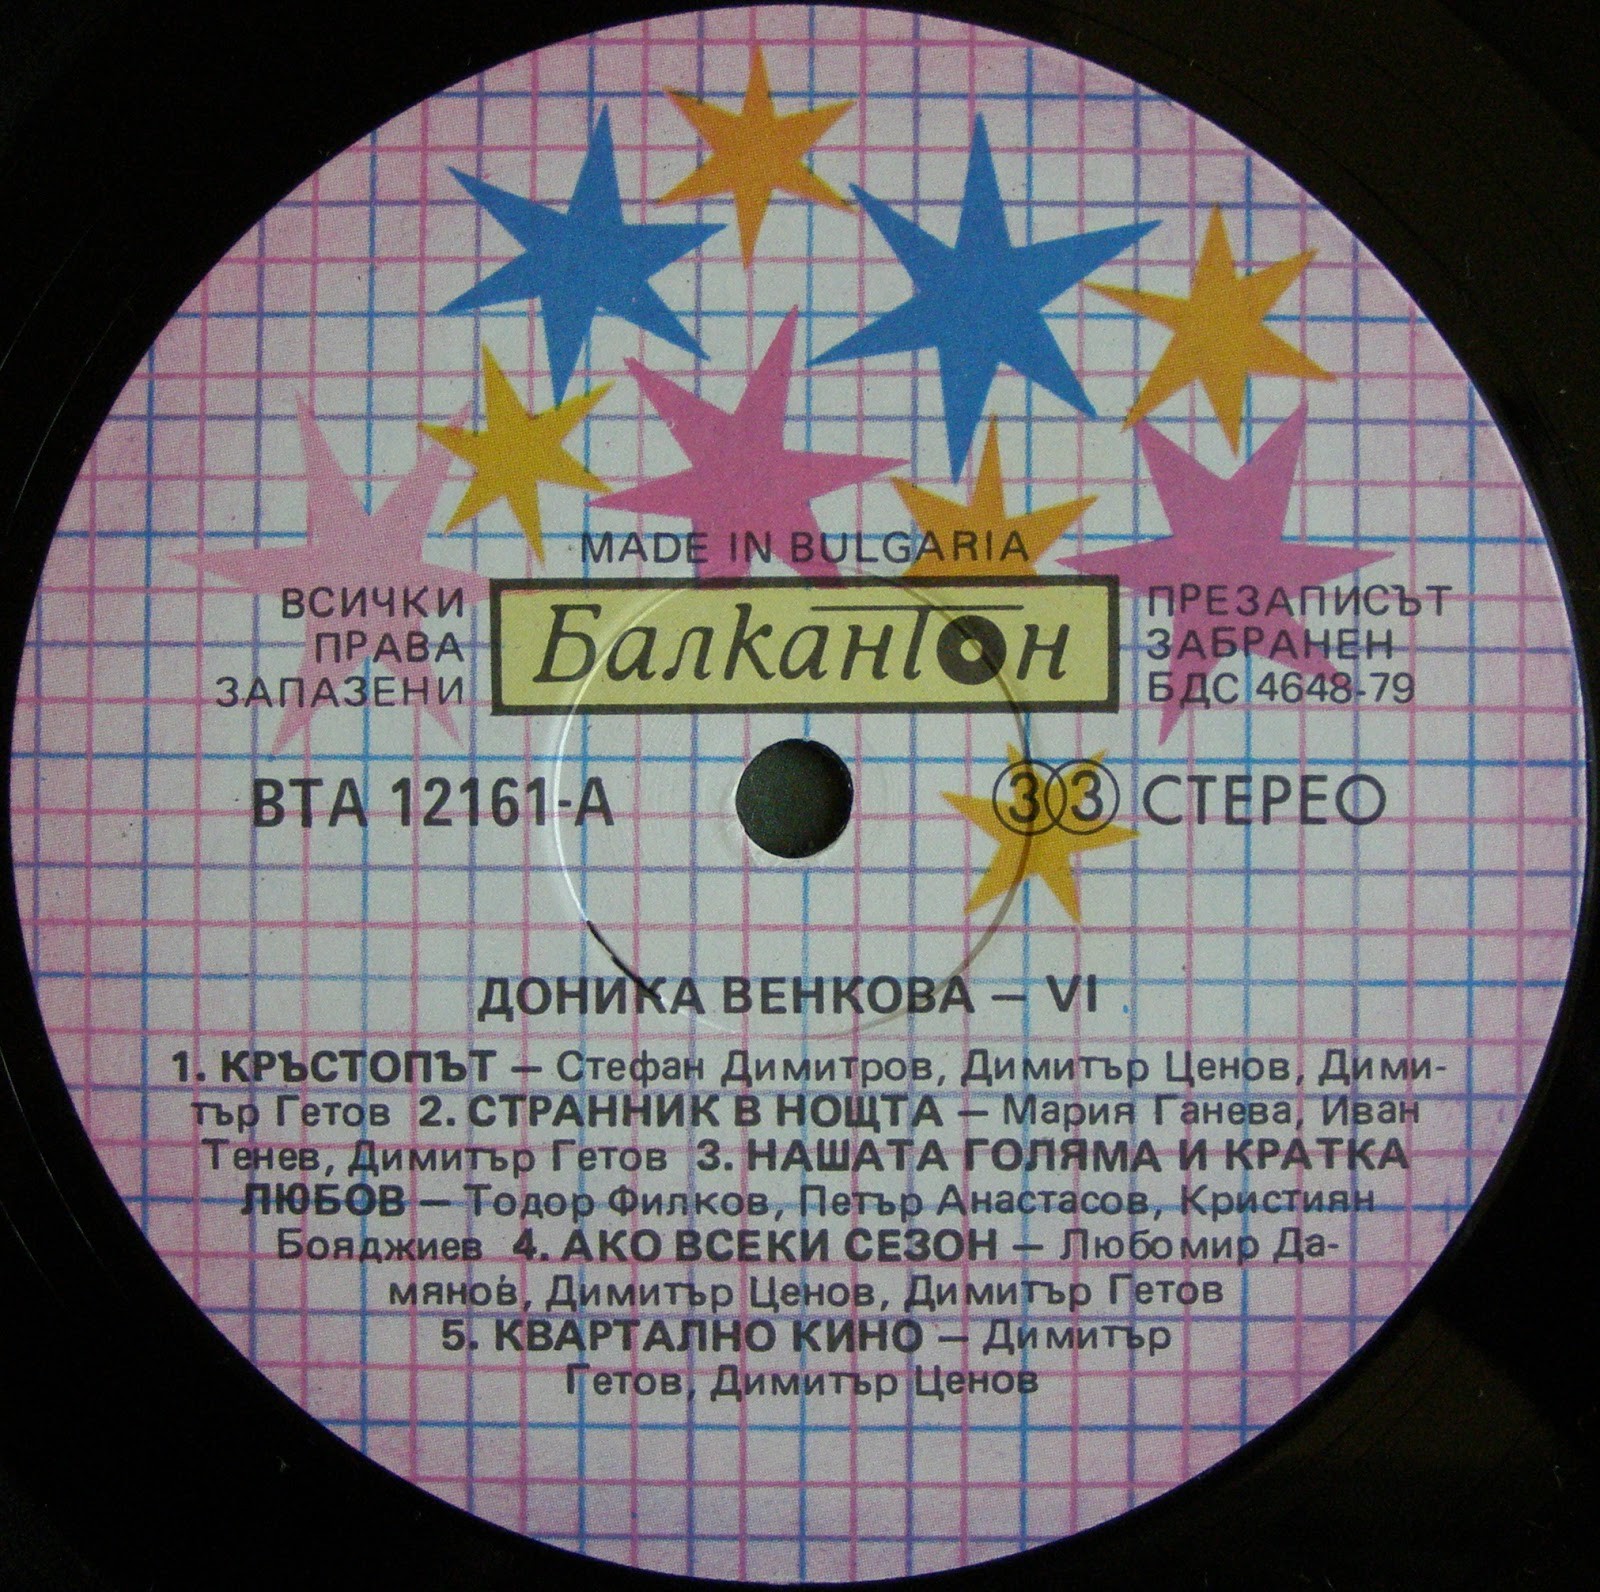 MADE IN BULGARIA
ВСИЧКИ
ПРАВА
ЗАПАЗЕНИ
Балкантон
ПРЕЗАПИСЪТ
ЗАБРАНЕН
БДС 4648-79
ВТА 12161-А
33 СТЕРЕО
ДОНИКА ВЕНКОВА – VI
1. КРЪСТОПЪТ – Стефан Димитров, Димитър Ценов, Дими-
тър Гетов 2. СТРАННИК В НОЩТА – Мария Ганева, Иван
Тенев, Димитър Гетов 3. НАШАТА ГОЛЯМА И КРАТКА
ЛЮБОВ – Тодор Филков, Петър Анастасов, Кристиян
Бояджиев 4. АКО ВСЕКИ СЕЗОН – Любомир Да-
мянов, Димитър Ценов, Димитър Гетов
5. КВАРТАЛНО КИНО – Димитър
Гетов, Димитър Ценов